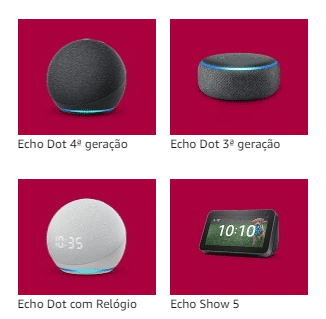 Echo Dot 4ª geração
Echo Dot 3ª geração
10:35
10:10
Echo Dot com Relógio
Echo Show 5